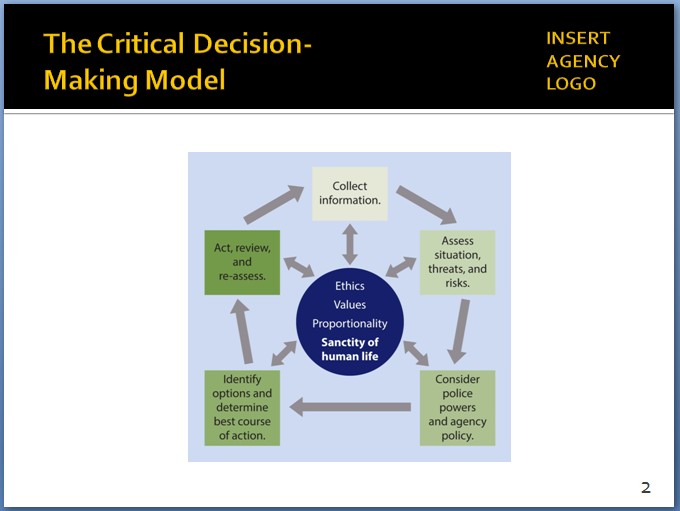 The Critical Decision-
Making Model
INSERT
AGENCY
LOGO
Collect
information.
Assess
situation,
threats, and
risks.
Consider
police
powers
and agency
policy.
Identify
options and
determine
best course
of action.
Act, review,
and
re-assess.
Ethics
Values
Proportionality
Sanctity of
human life
2